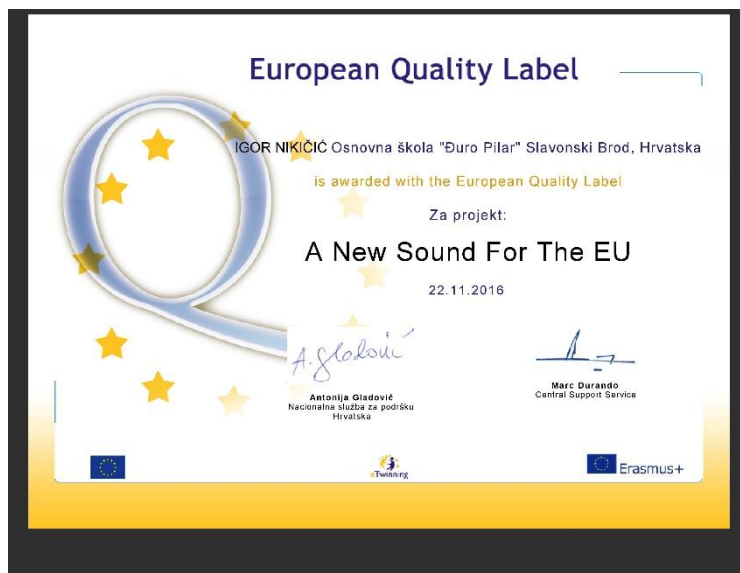 European Quality Label
IGOR NIKIČIĆ Osnovna škola "Đuro Pilar" Slavonski Brod, Hrvatska
is awarded with the European Quality Label
Za projekt:
A New Sound For The EU
22.11.2016
A. Gladović
Antonija Gladović
Nacionalna služba za podršku
Hrvatska
Marc Durando
Central Support Service
eTwinning
Erasmus+